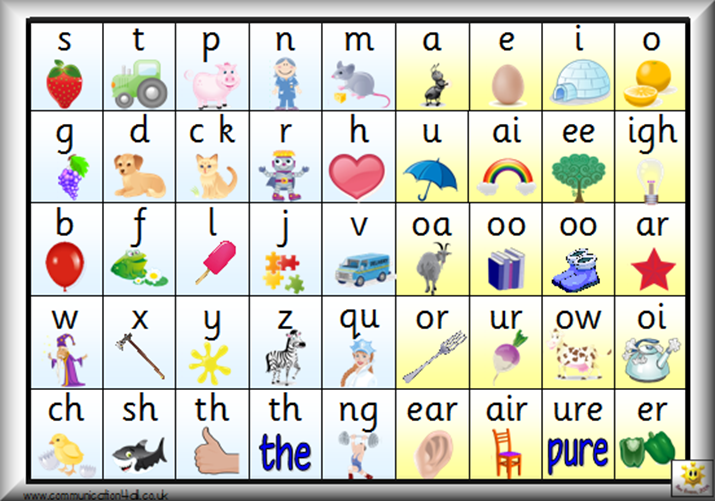 s t p n m a e i o
g d c k r h u ai ee igh
b f l j v oa oo oo ar
w x y z qu or ur ow oi
ch sh th th ng ear air ure er
the pure
www.communication4all.co.uk